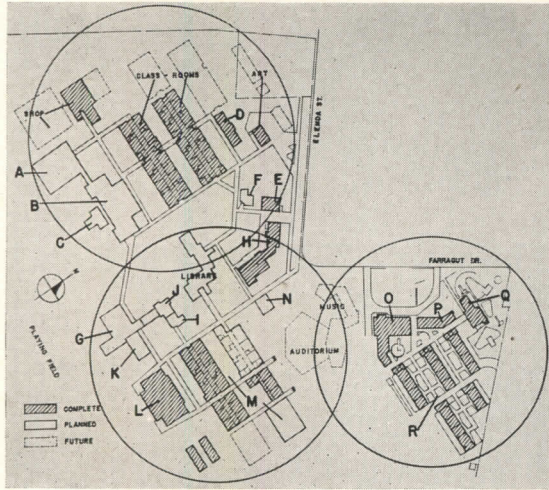 CLASS - ROOMS
ART
SHOP
D
ELENDA ST.
A
B
F
E
C
H
LIBRARY
FARRAGUT DR.
J
N
MUSIC
O
P
Q
G
I
K
AUDITORIUM
PLAYING FIELD
L
M
R
COMPLETE
PLANNED
FUTURE